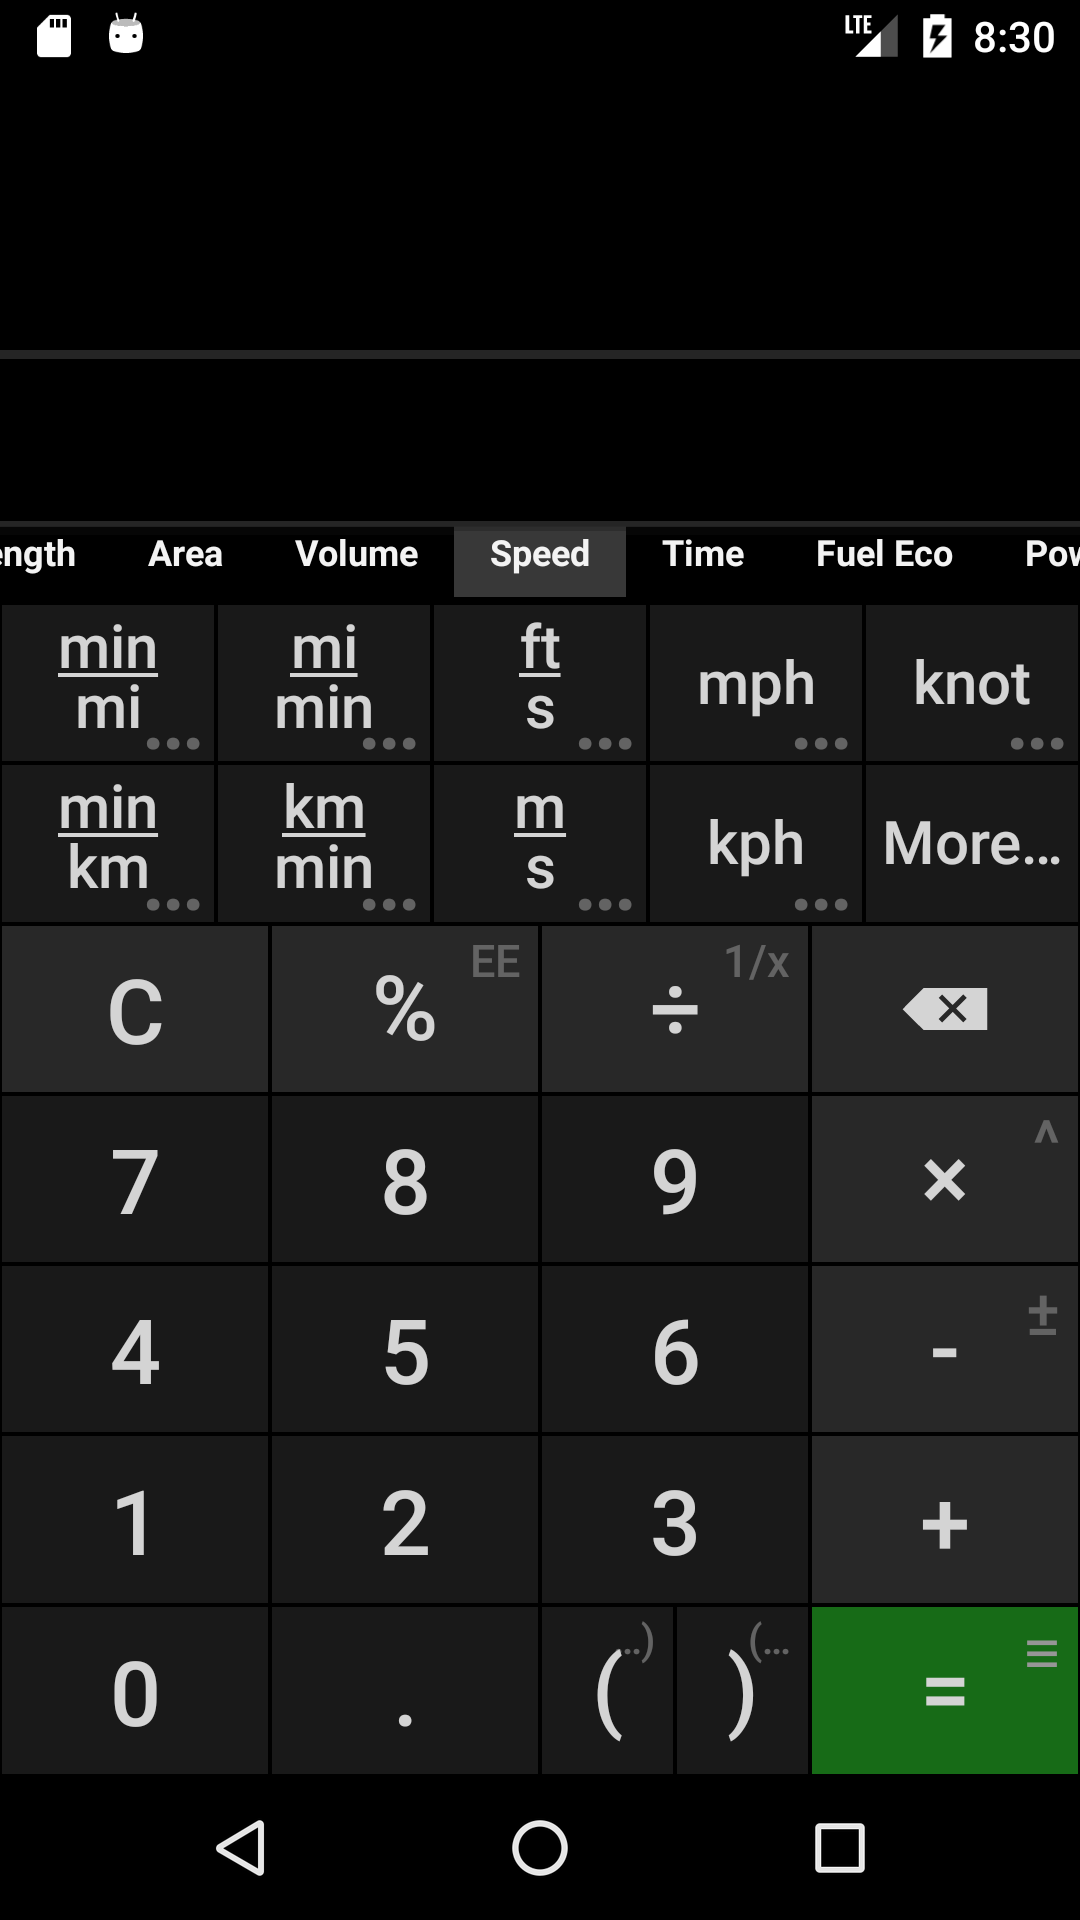 LTE 8:30
ength Area Volume Speed Time Fuel Eco Pow
min mi ft mph knot
mi min s
min km m kph More...
km min s
C % EE ÷ 1/x
7 8 9 × ^
4 5 6 - ±
1 2 3 +
0 . ( ..) ) (... =